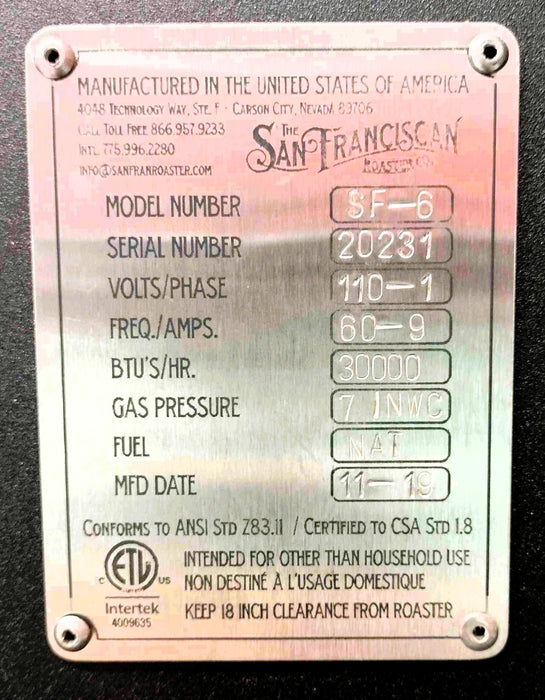 MANUFACTURED IN THE UNITED STATES OF AMERICA
4048 TECHNOLOGY WAY, STE. F · CARSON CITY, NEVADA 89706
CALL TOLL FREE 866.957.9233
INTL 775.996.2280
INFO@SANFRANROASTER.COM
THE
SAN FRANCISCAN
ROASTER CO.
MODEL NUMBER SF-6
SERIAL NUMBER 20231
VOLTS/PHASE 110-1
FREQ./AMPS. 60-9
BTU'S/HR. 30000
GAS PRESSURE 7 INWC
FUEL NAT
MFD DATE 11-19
CONFORMS TO ANSI STD Z83.11 / CERTIFIED TO CSA STD 1.8
C ETL US
Intertek
4009635
INTENDED FOR OTHER THAN HOUSEHOLD USE
NON DESTINÉ À L'USAGE DOMESTIQUE
KEEP 18 INCH CLEARANCE FROM ROASTER